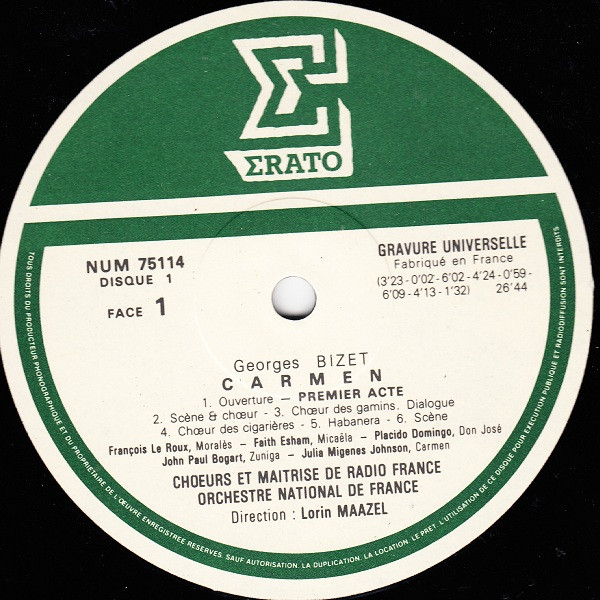 ΣRATO
NUM 75114
DISQUE 1
FACE 1
GRAVURE UNIVERSELLE
Fabriqué en France
(3'23-0'02-6'02-4'24-0'59-
6'09-4'13-1'32) 26'44
Georges BIZET
CARMEN
1. Ouverture — PREMIER ACTE
2. Scène & chœur - 3. Chœur des gamins. Dialogue
4. Chœur des cigarières - 5. Habanera - 6. Scène
François Le Roux, Moralès – Faith Esham, Micaëla – Placido Domingo, Don José
John Paul Bogart, Zuniga – Julia Migenes Johnson, Carmen
CHOEURS ET MAITRISE DE RADIO FRANCE
ORCHESTRE NATIONAL DE FRANCE
Direction : Lorin MAAZEL
TOUS DROITS DU PRODUCTEUR PHONOGRAPHIQUE ET DU PROPRIETAIRE DE L'ŒUVRE ENREGISTREE RESERVES. SAUF AUTORISATION. LA DUPLICATION. LA LOCATION. LE PRET. L'UTILISATION DE CE DISQUE POUR EXECUTION PUBLIQUE ET RADIODIFFUSION SONT INTERDITS